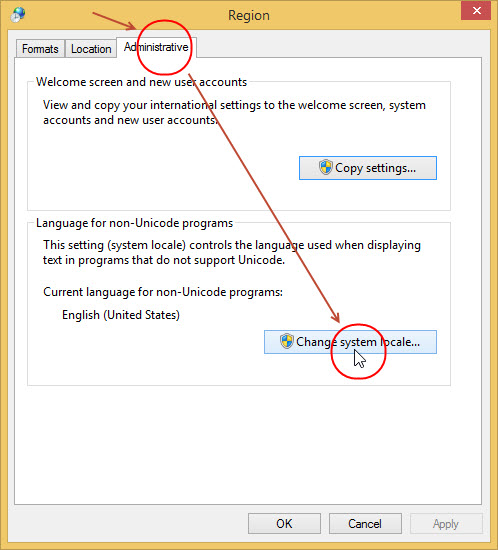 Region
Formats
Location
Administrative
Welcome screen and new user accounts
View and copy your international settings to the welcome screen, system
accounts and new user accounts.
Copy settings...
Language for non-Unicode programs
This setting (system locale) controls the language used when displaying
text in programs that do not support Unicode.
Current language for non-Unicode programs:
English (United States)
Change system locale...
OK
Cancel
Apply